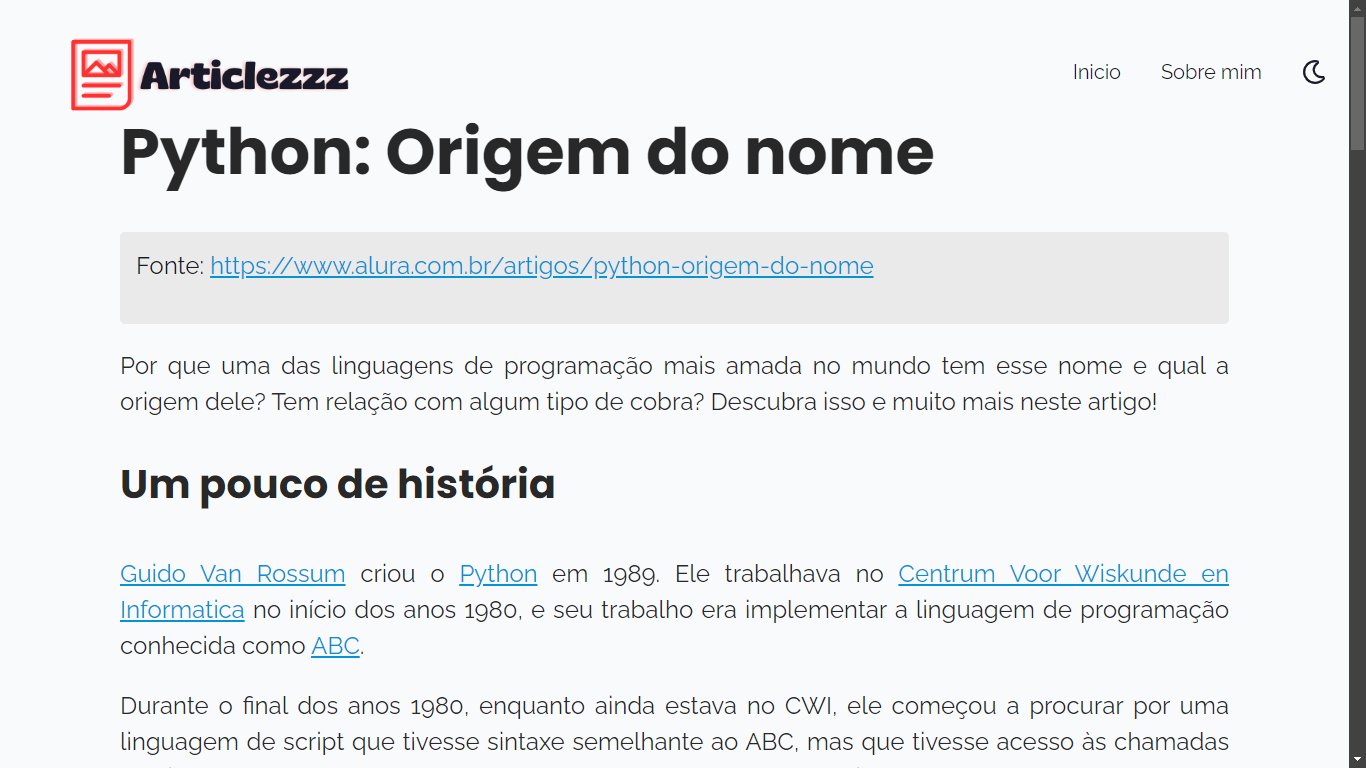 Articlezzz
Inicio
Sobre mim
Python: Origem do nome
Fonte: https://www.alura.com.br/artigos/python-origem-do-nome
Por que uma das linguagens de programação mais amada no mundo tem esse nome e qual a
origem dele? Tem relação com algum tipo de cobra? Descubra isso e muito mais neste artigo!
Um pouco de história
Guido Van Rossum criou o Python em 1989. Ele trabalhava no Centrum Voor Wiskunde en
Informatica no início dos anos 1980, e seu trabalho era implementar a linguagem de programação
conhecida como ABC.
Durante o final dos anos 1980, enquanto ainda estava no CWI, ele começou a procurar por uma
linguagem de script que tivesse sintaxe semelhante ao ABC, mas que tivesse acesso às chamadas